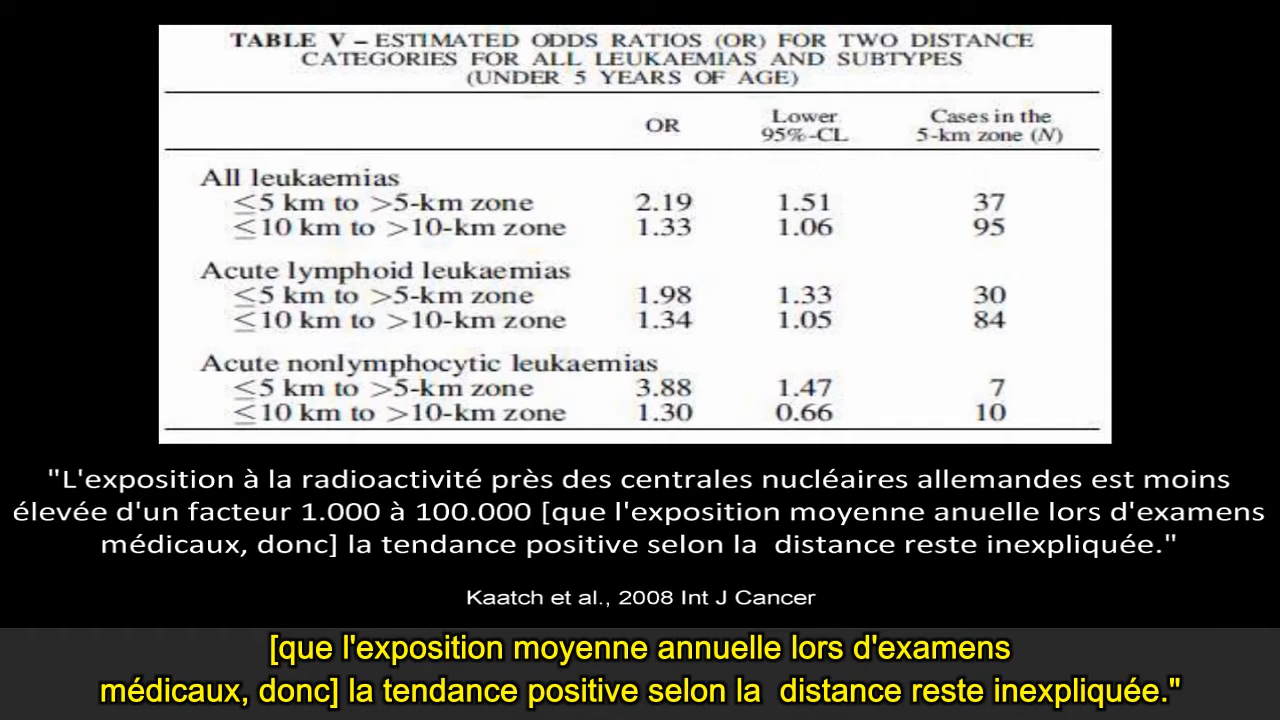 TABLE V – ESTIMATED ODDS RATIOS (OR) FOR TWO DISTANCE
CATEGORIES FOR ALL LEUKAEMIAS AND SUBTYPES
(UNDER 5 YEARS OF AGE)
OR Lower 95%-CL Cases in the 5-km zone (N)
All leukaemias
≤5 km to >5-km zone 2.19 1.51 37
≤10 km to >10-km zone 1.33 1.06 95
Acute lymphoid leukaemias
≤5 km to >5-km zone 1.98 1.33 30
≤10 km to >10-km zone 1.34 1.05 84
Acute nonlymphocytic leukaemias
≤5 km to >5-km zone 3.88 1.47 7
≤10 km to >10-km zone 1.30 0.66 10
"L'exposition à la radioactivité près des centrales nucléaires allemandes est moins
élevée d'un facteur 1.000 à 100.000 [que l'exposition moyenne anuelle lors d'examens
médicaux, donc] la tendance positive selon la  distance reste inexpliquée."
Kaatch et al., 2008 Int J Cancer
[que l'exposition moyenne annuelle lors d'examens
médicaux, donc] la tendance positive selon la  distance reste inexpliquée."